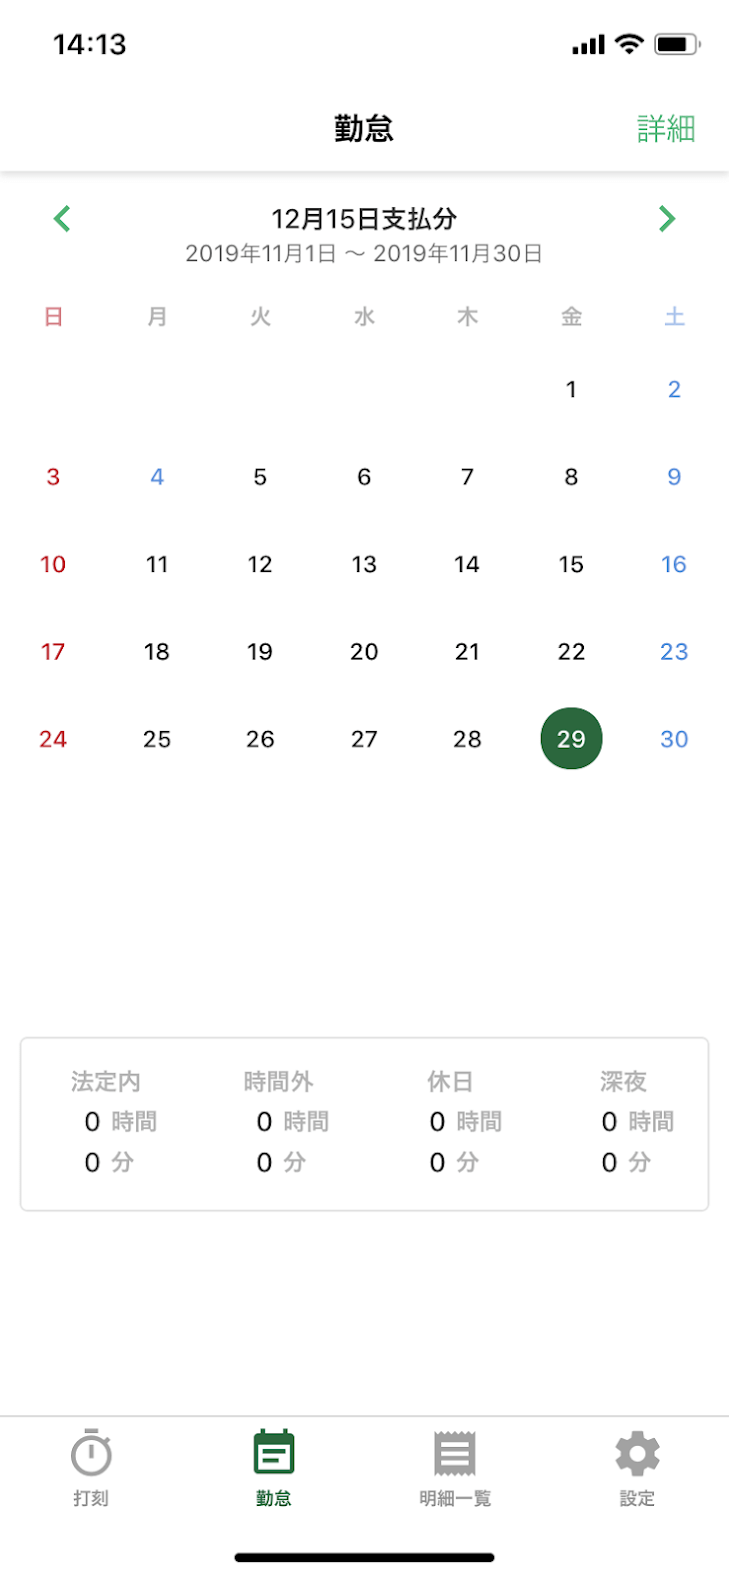 14:13
勤怠
詳細
12月15日支払分
2019年11月1日 〜 2019年11月30日
日 月 火 水 木 金 土
1 2
3 4 5 6 7 8 9
10 11 12 13 14 15 16
17 18 19 20 21 22 23
24 25 26 27 28 29 30
法定内 時間外 休日 深夜
0 時間 0 時間 0 時間 0 時間
0 分 0 分 0 分 0 分
打刻 勤怠 明細一覧 設定